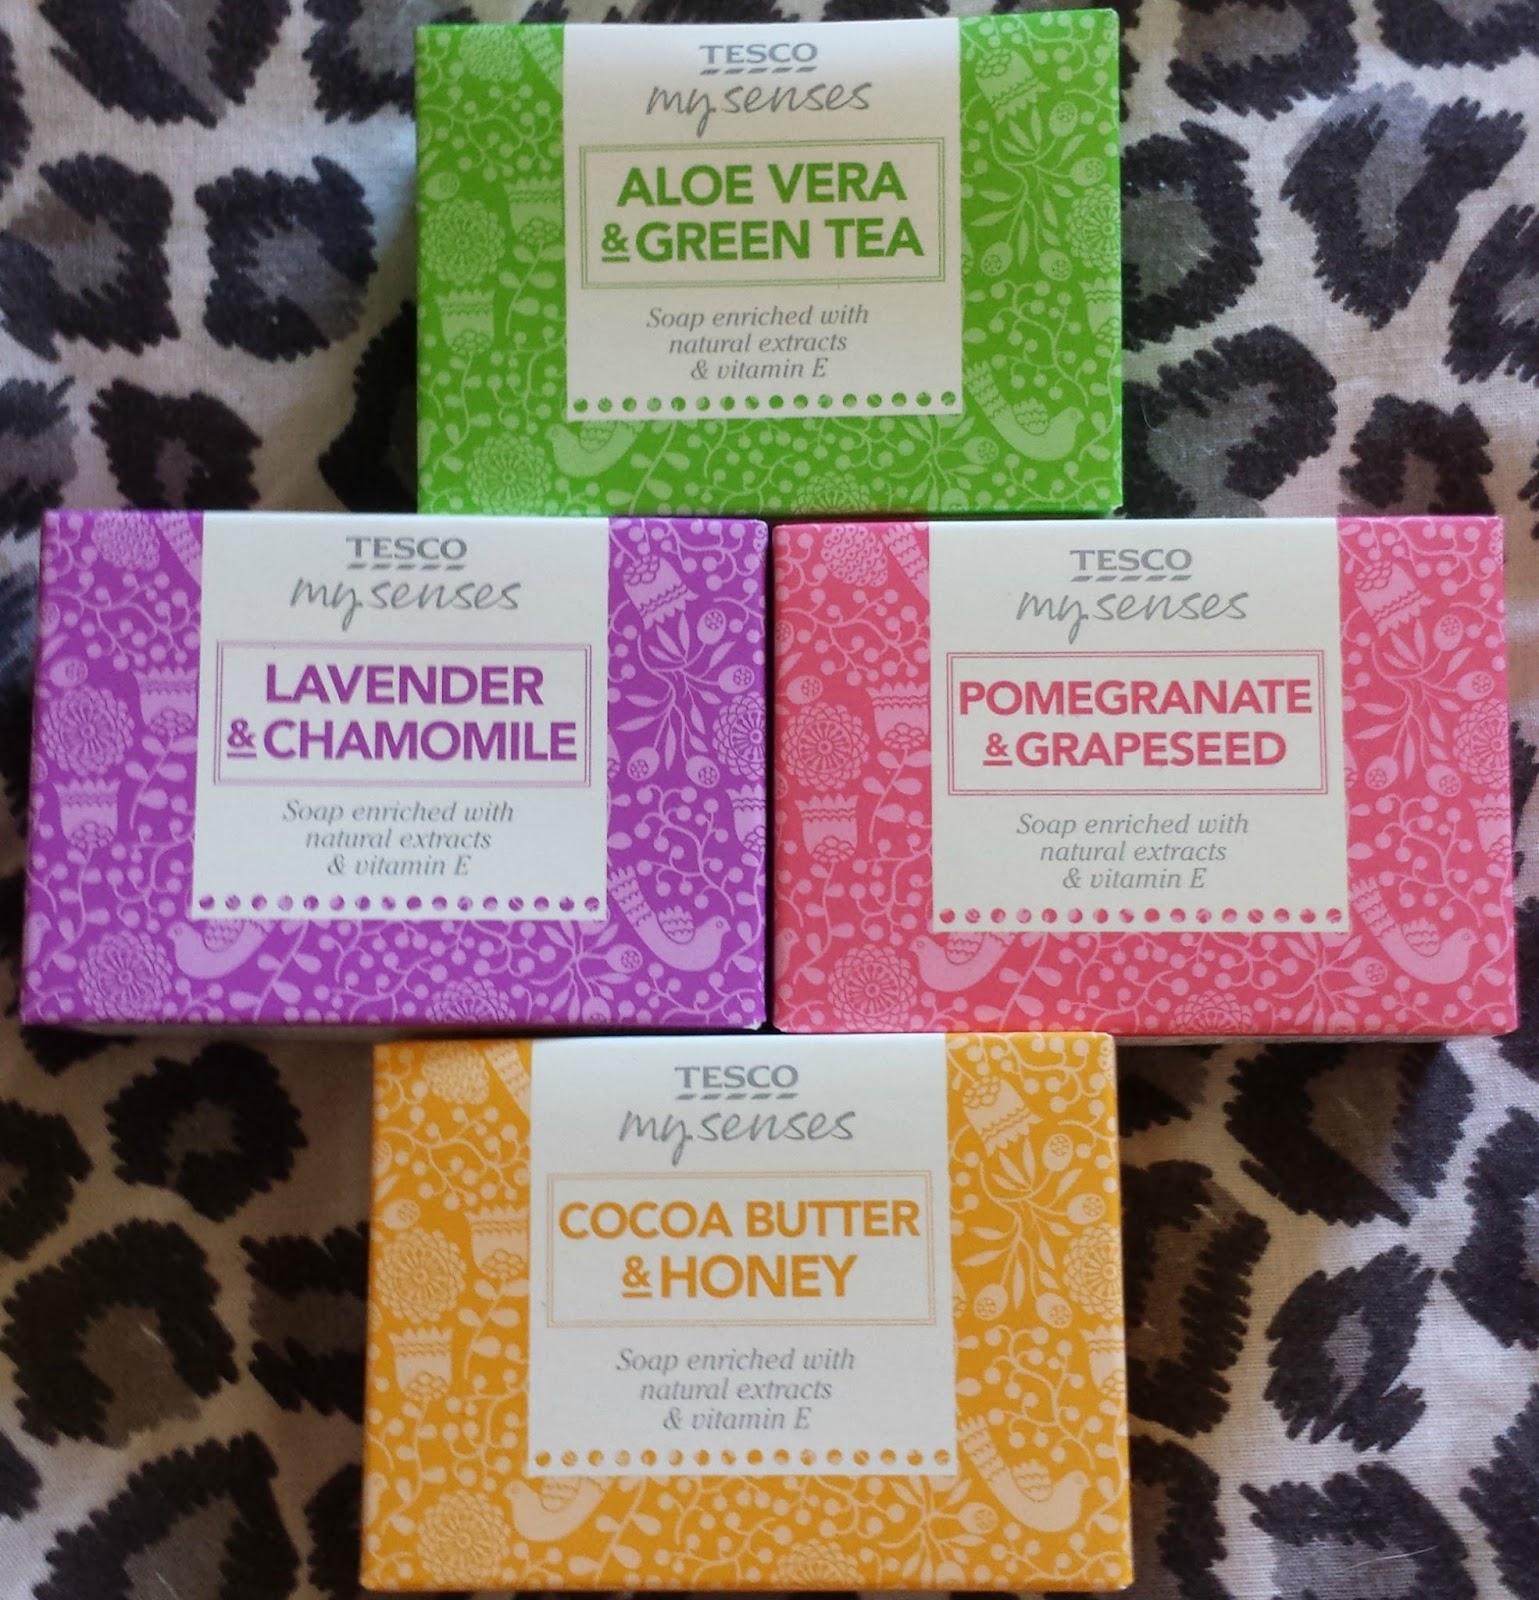 TESCO
my senses
ALOE VERA
& GREEN TEA
Soap enriched with
natural extracts
& vitamin E
TESCO
my senses
LAVENDER
& CHAMOMILE
Soap enriched with
natural extracts
& vitamin E
TESCO
my senses
POMEGRANATE
& GRAPESEED
Soap enriched with
natural extracts
& vitamin E
TESCO
my senses
COCOA BUTTER
& HONEY
Soap enriched with
natural extracts
& vitamin E